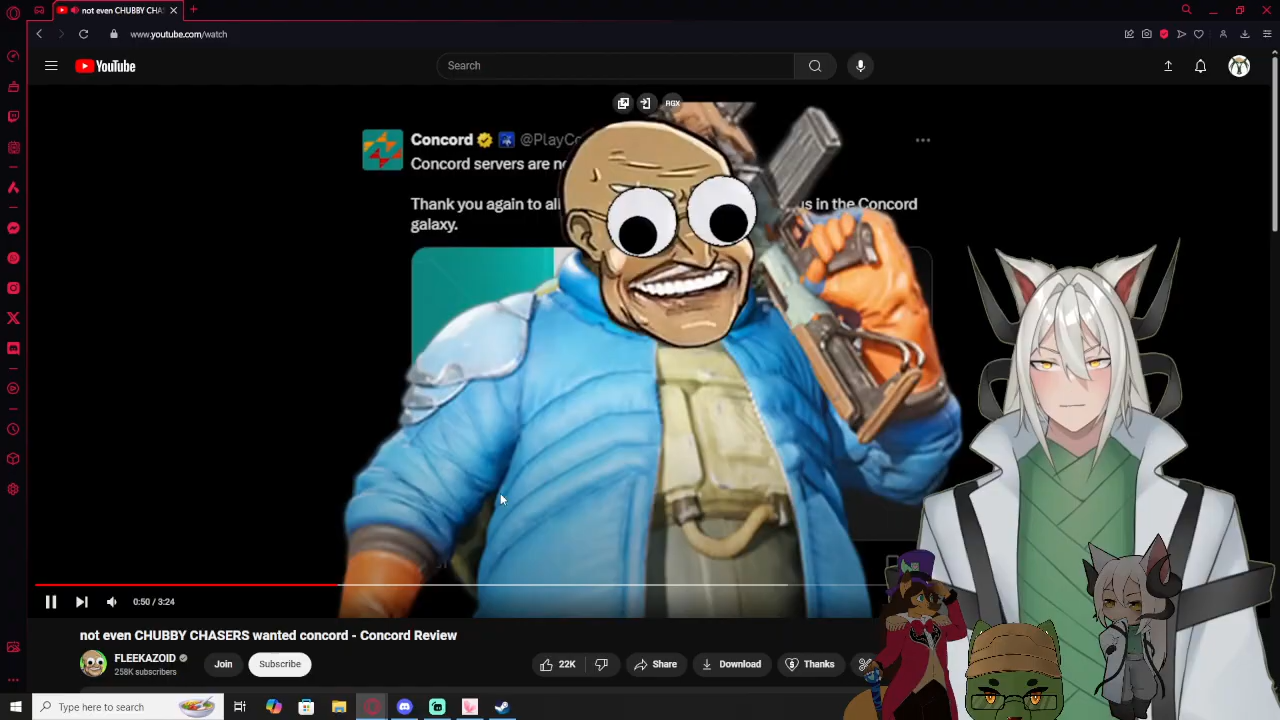 not even CHUBBY CHA
www.youtube.com/watch
YouTube
Search
RGX
Concord @PlayCo
Concord servers are n
Thank you again to all us in the Concord
galaxy.
0:50 / 3:24
not even CHUBBY CHASERS wanted concord - Concord Review
FLEEKAZOID
258K subscribers
Join
Subscribe
22K
Share
Download
Thanks
Type here to search